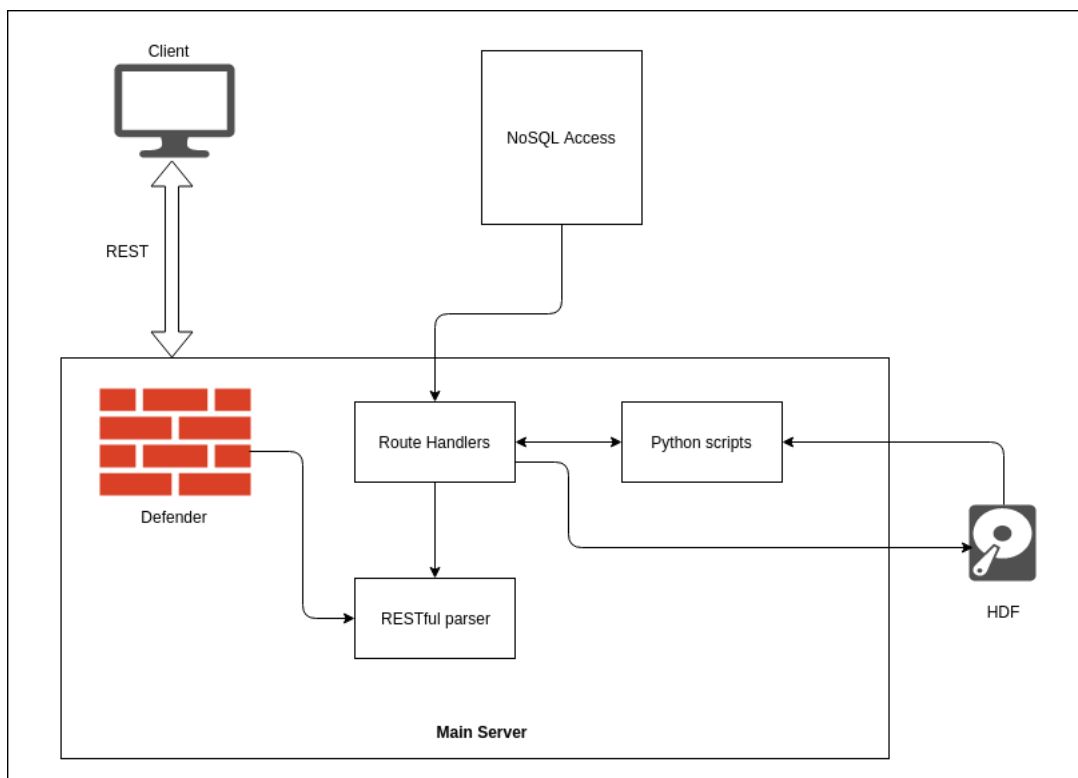 Client
NoSQL Access
REST
Route Handlers
Python scripts
Defender
RESTful parser
HDF
Main Server